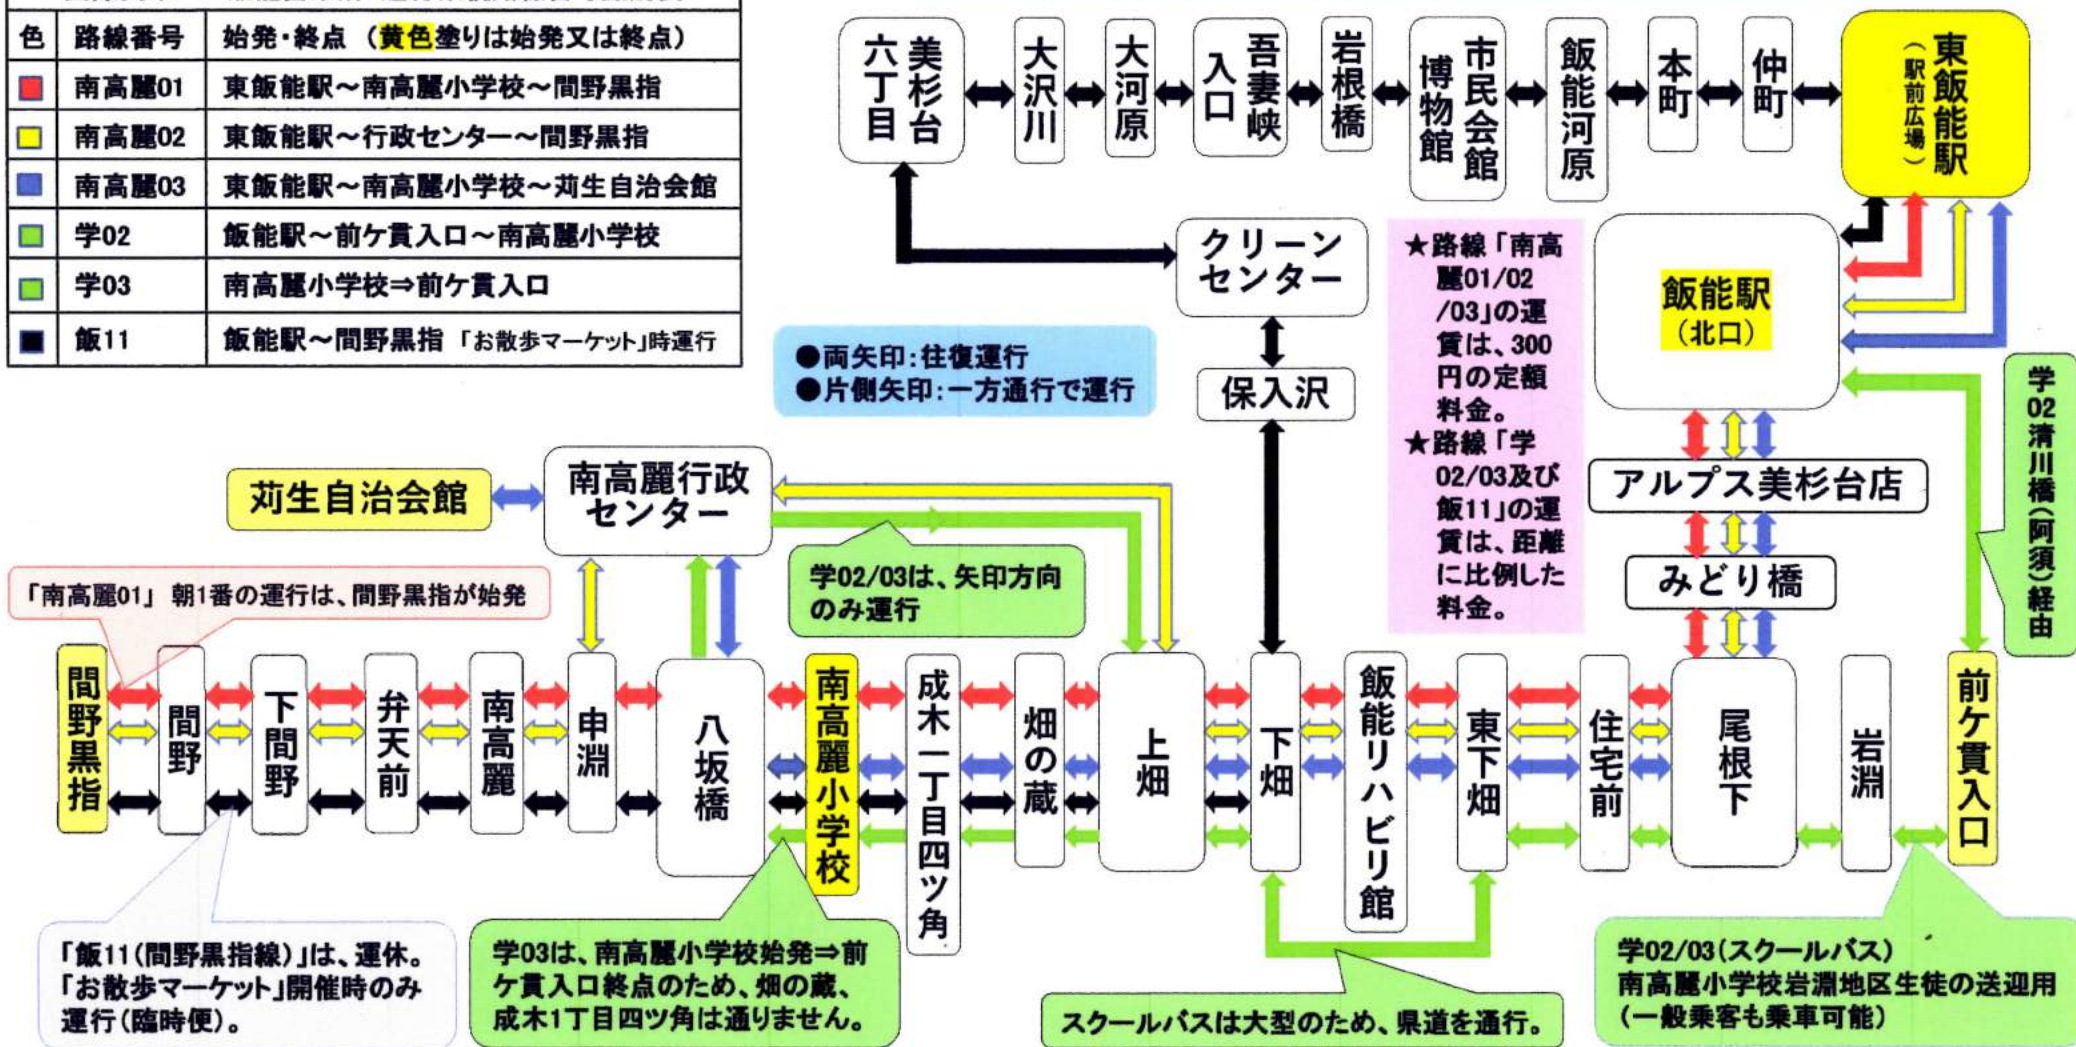 色 路線番号 始発・終点 (黄色塗りは始発又は終点)
南高麗01 東飯能駅～南高麗小学校～間野黒指
南高麗02 東飯能駅～行政センター～間野黒指
南高麗03 東飯能駅～南高麗小学校～苅生自治会館
学02 飯能駅～前ケ貫入口～南高麗小学校
学03 南高麗小学校⇒前ケ貫入口
飯11 飯能駅～間野黒指 「お散歩マーケット」時運行
美杉台
六丁目
大沢川
大河原
吾妻峡
入口
岩根橋
市民会館
博物館
飯能河原
本町
仲町
東飯能駅
(駅前広場)
クリーン
センター
★路線「南高
麗01/02
/03」の運
賃は、300
円の定額
料金。
★路線「学
02/03及び
飯11」の運
賃は、距離
に比例した
料金。
飯能駅
(北口)
●両矢印:往復運行
●片側矢印:一方通行で運行
保入沢
学02清川橋(阿須)経由
苅生自治会館
南高麗行政
センター
アルプス美杉台店
みどり橋
学02/03は、矢印方向
のみ運行
「南高麗01」 朝1番の運行は、間野黒指が始発
間野黒指
間野
下間野
弁天前
南高麗
申淵
八坂橋
南高麗小学校
成木一丁目四ツ角
畑の蔵
上畑
下畑
飯能リハビリ館
東下畑
住宅前
尾根下
岩淵
前ケ貫入口
「飯11(間野黒指線)」は、運休。
「お散歩マーケット」開催時のみ
運行(臨時便)。
学03は、南高麗小学校始発⇒前
ケ貫入口終点のため、畑の蔵、
成木1丁目四ツ角は通りません。
スクールバスは大型のため、県道を通行。
学02/03(スクールバス)
南高麗小学校岩淵地区生徒の送迎用
(一般乗客も乗車可能)